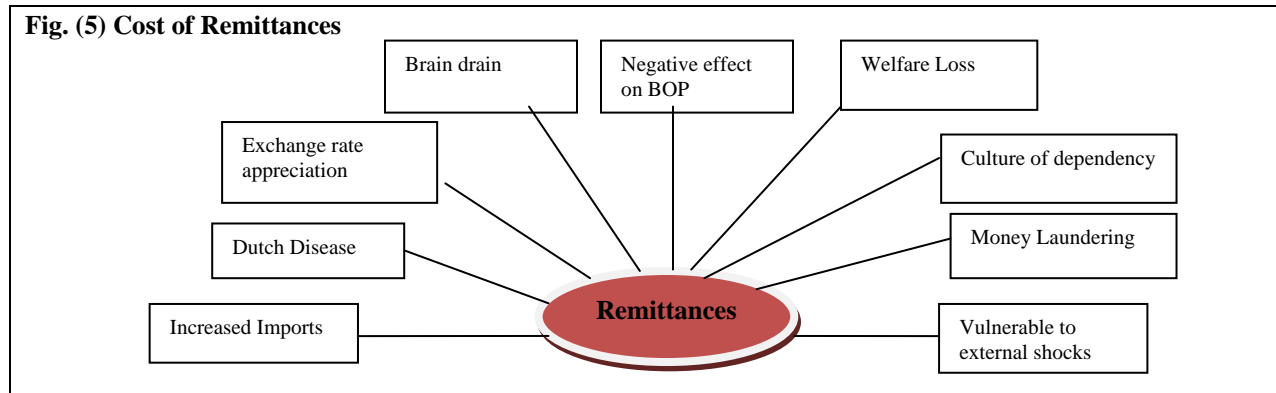 Fig. (5) Cost of Remittances
Brain drain
Negative effect
on BOP
Welfare Loss
Exchange rate
appreciation
Culture of dependency
Dutch Disease
Money Laundering
Increased Imports
Remittances
Vulnerable to
external shocks